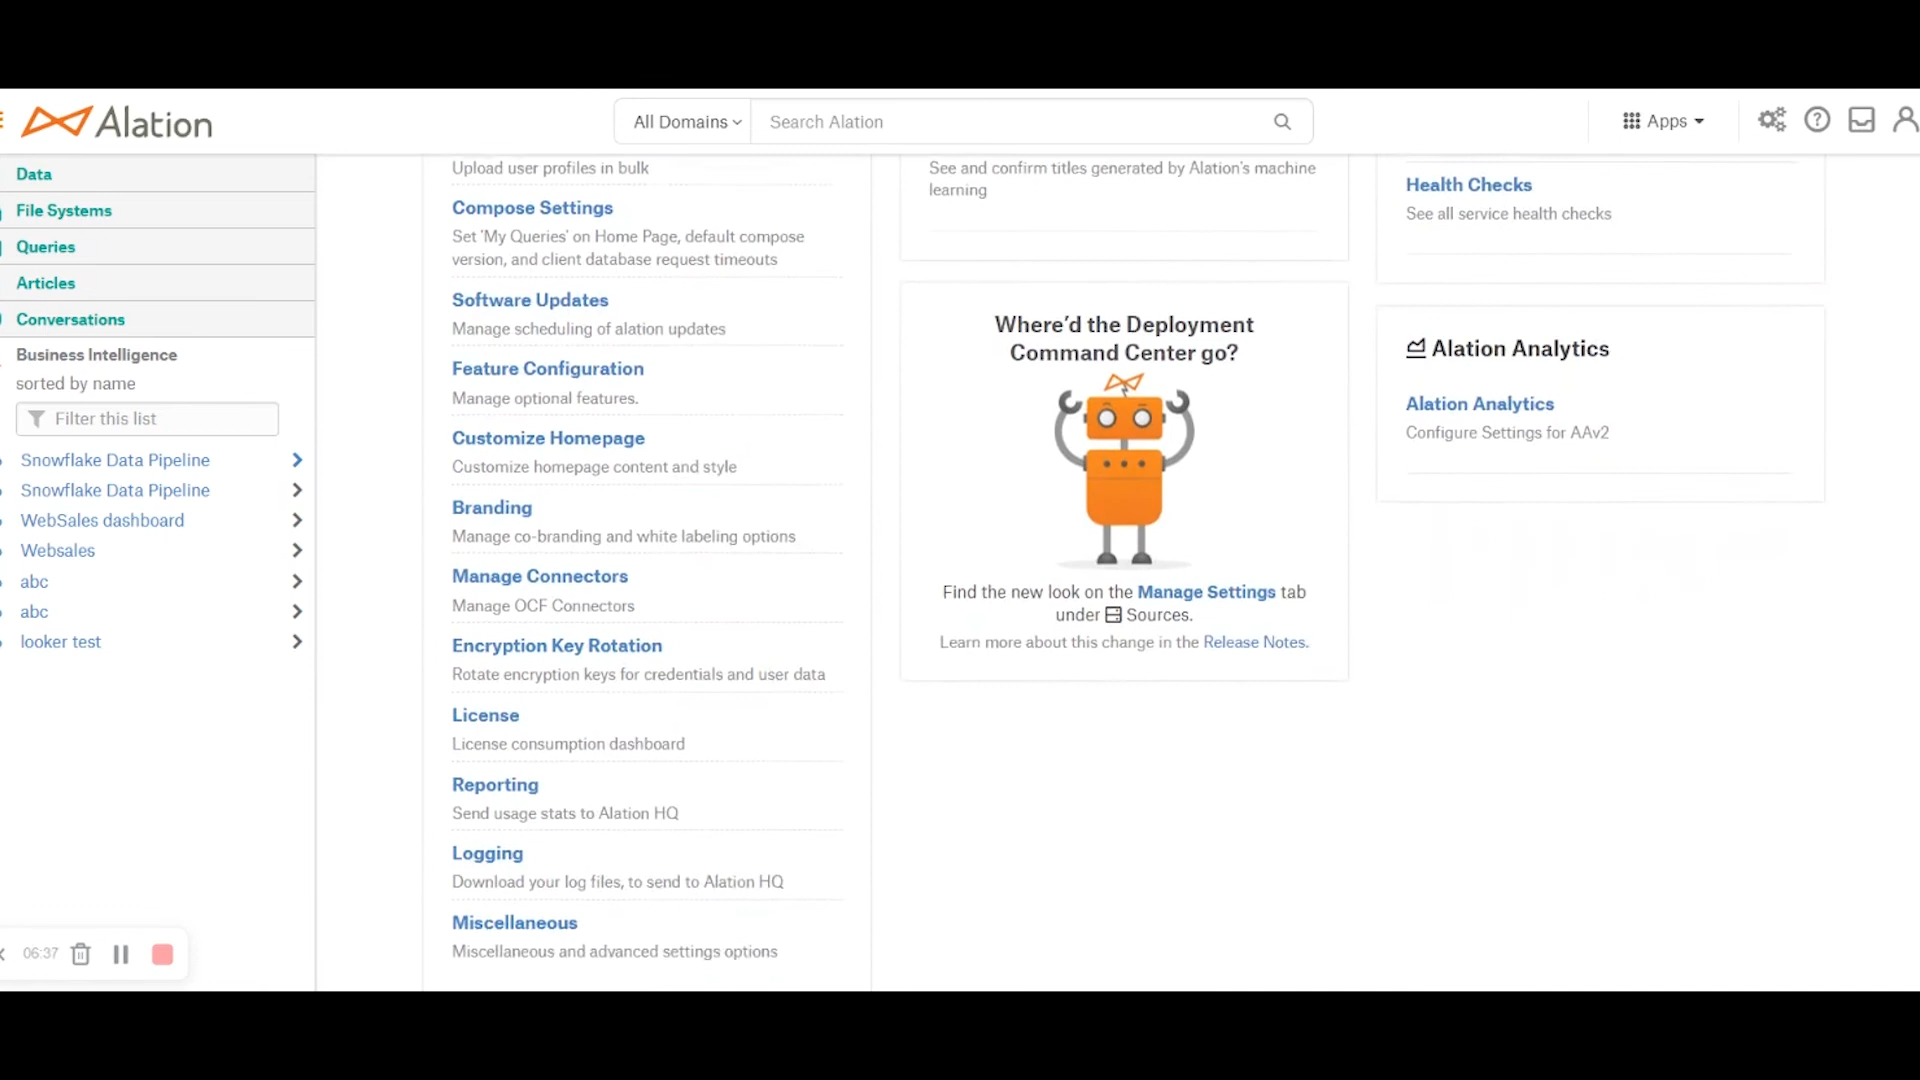 Alation
All Domains
Search Alation
Apps
Data
File Systems
Queries
Articles
Conversations
Business Intelligence
sorted by name
Filter this list
Snowflake Data Pipeline
Snowflake Data Pipeline
WebSales dashboard
Websales
abc
abc
looker test
06:37
Upload user profiles in bulk
Compose Settings
Set 'My Queries' on Home Page, default compose
version, and client database request timeouts
Software Updates
Manage scheduling of alation updates
Feature Configuration
Manage optional features.
Customize Homepage
Customize homepage content and style
Branding
Manage co-branding and white labeling options
Manage Connectors
Manage OCF Connectors
Encryption Key Rotation
Rotate encryption keys for credentials and user data
License
License consumption dashboard
Reporting
Send usage stats to Alation HQ
Logging
Download your log files, to send to Alation HQ
Miscellaneous
Miscellaneous and advanced settings options
See and confirm titles generated by Alation's machine
learning
Where'd the Deployment
Command Center go?
Find the new look on the Manage Settings tab
under Sources.
Learn more about this change in the Release Notes.
Health Checks
See all service health checks
Alation Analytics
Alation Analytics
Configure Settings for AAv2